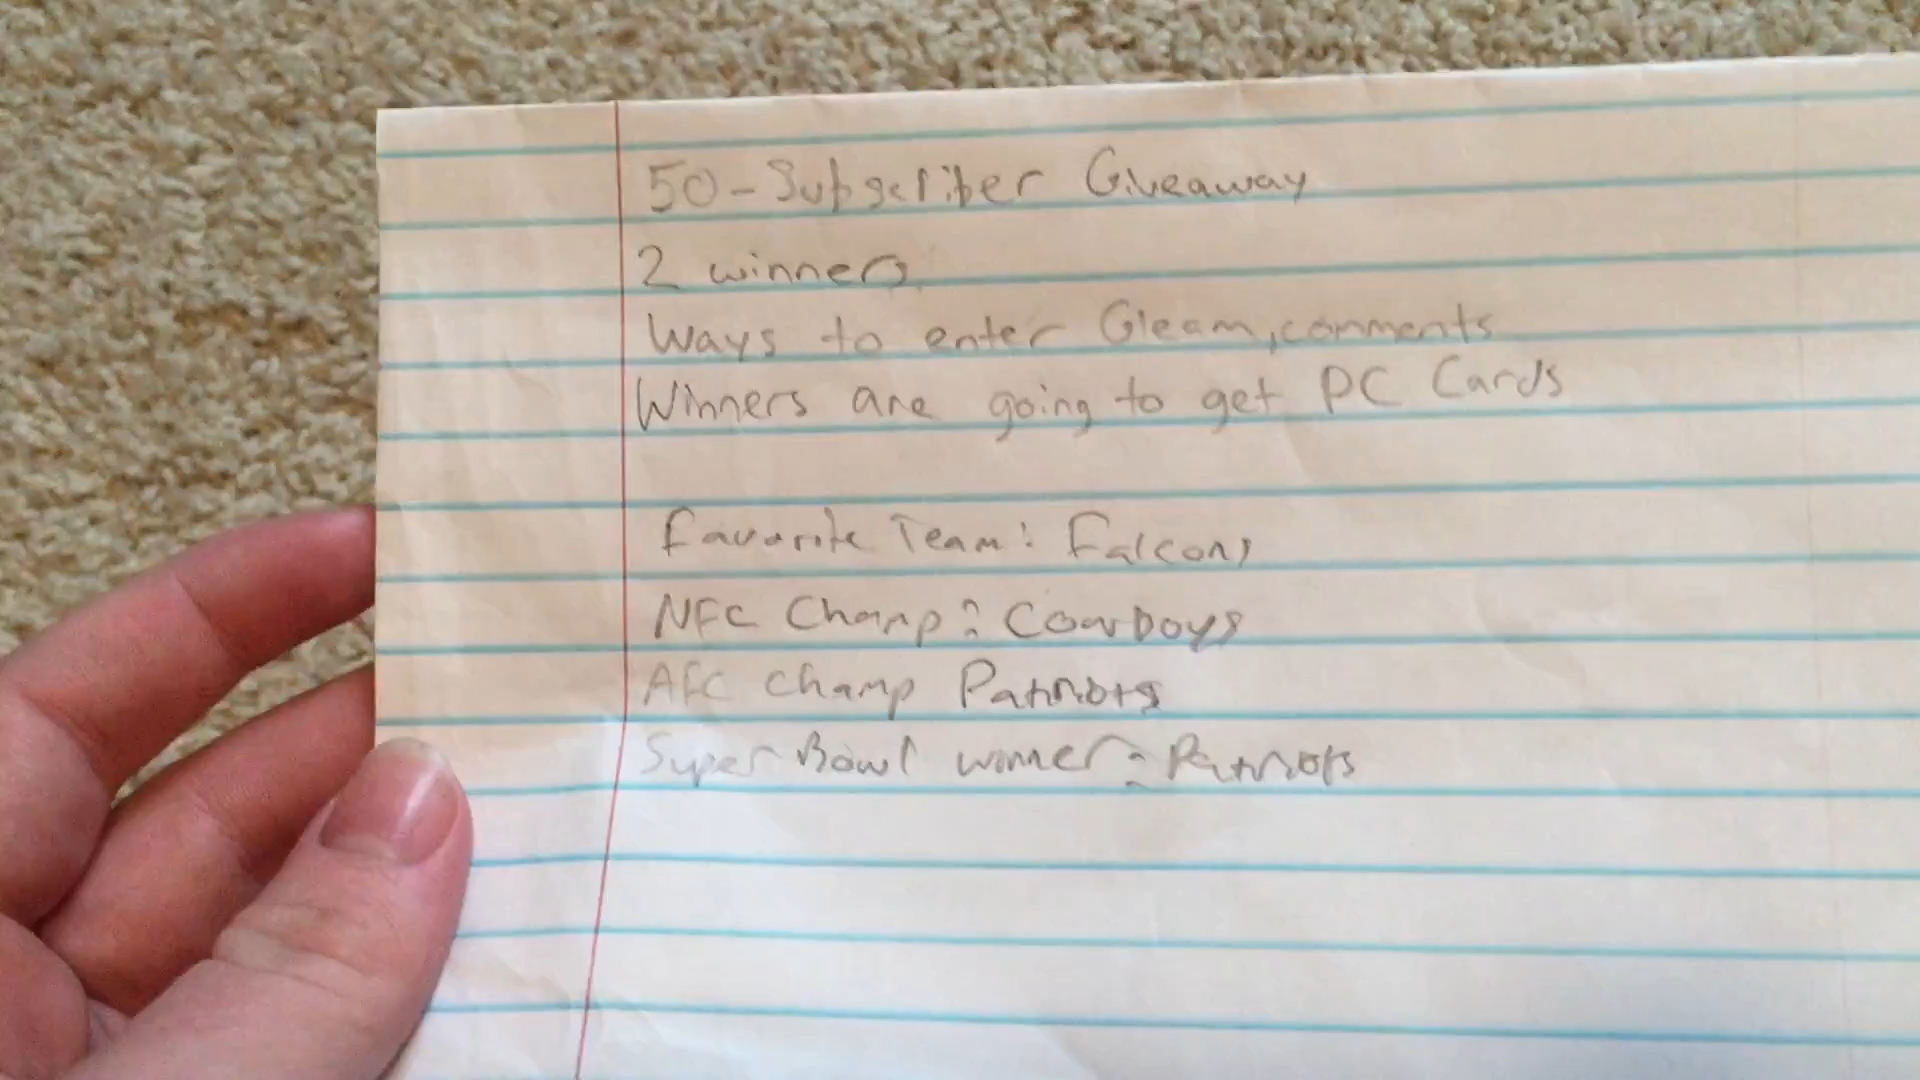 50-Subscriber Giveaway
2 winners
Ways to enter Gleam, comments
Winners are going to get PC Cards
Favorite Team: Falcons
NFC Champ: Cowboys
AFC Champ Patriots
Super Bowl winner: Patriots